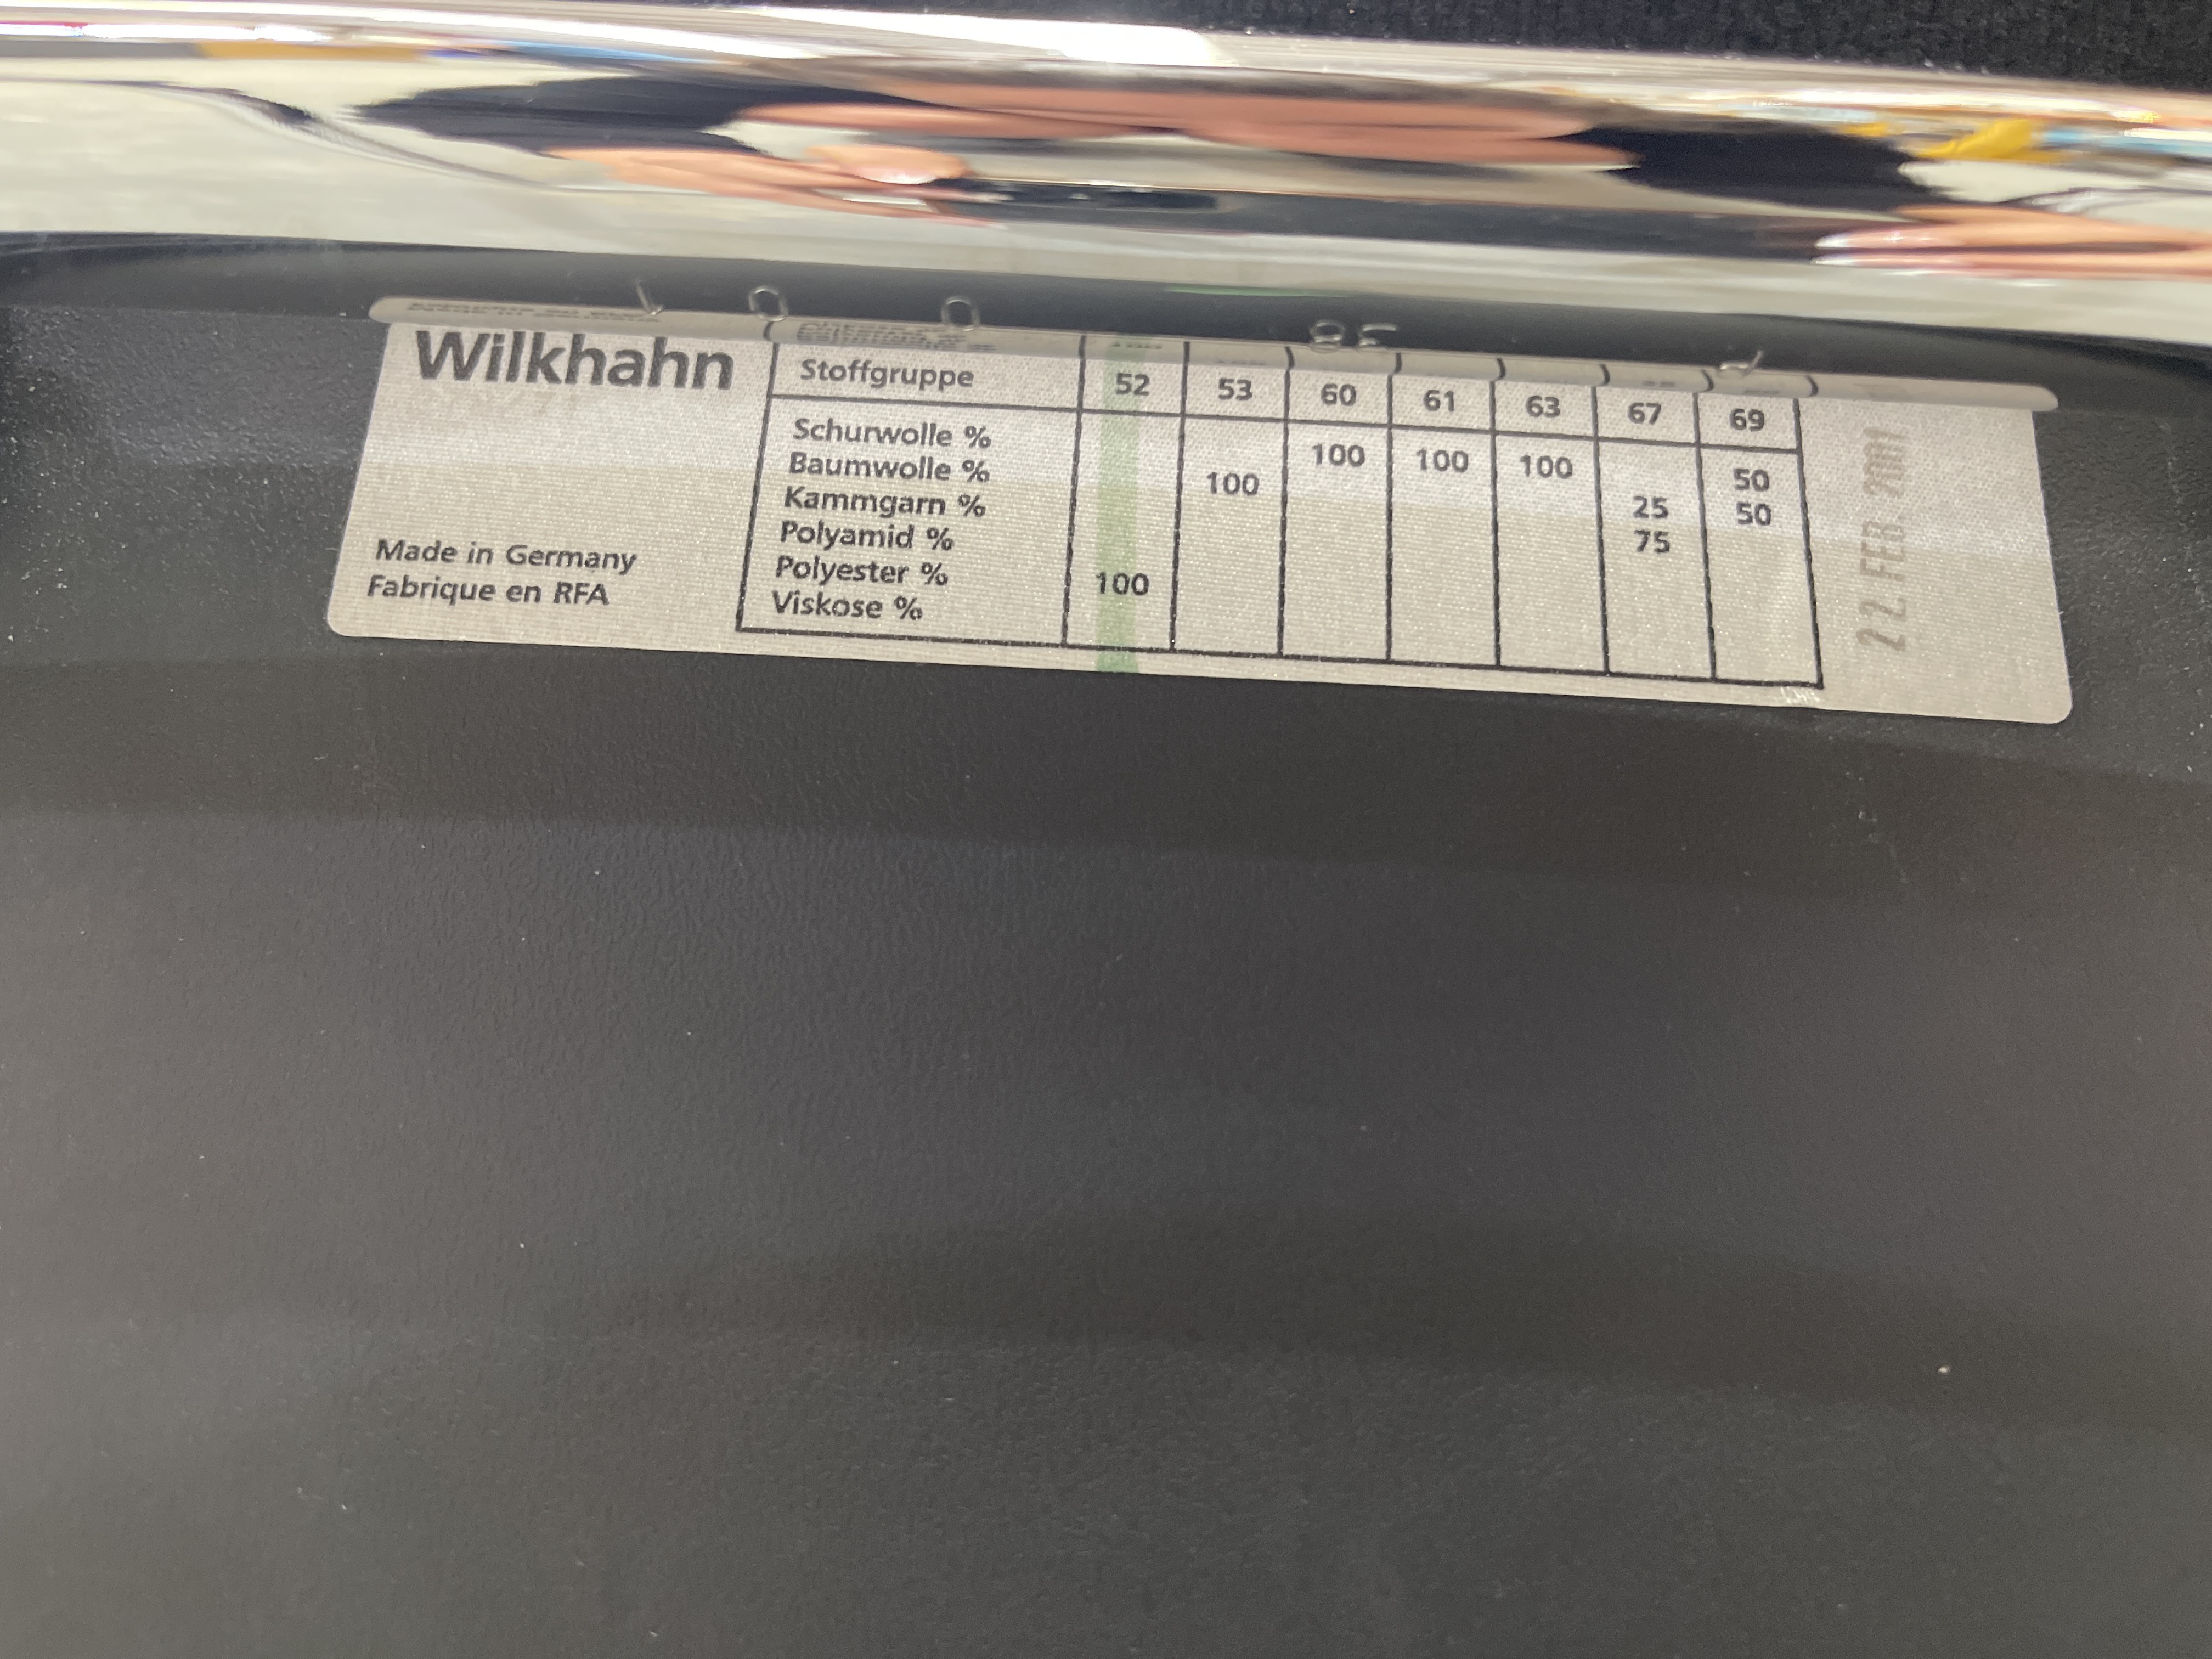 Wilkhahn
Made in Germany
Fabrique en RFA
Stoffgruppe 52 53 60 61 63 67 69
Schurwolle % 100 100 100 50
Baumwolle % 100 50
Kammgarn % 25
Polyamid % 75
Polyester % 100
Viskose %
22. FEB. 2001